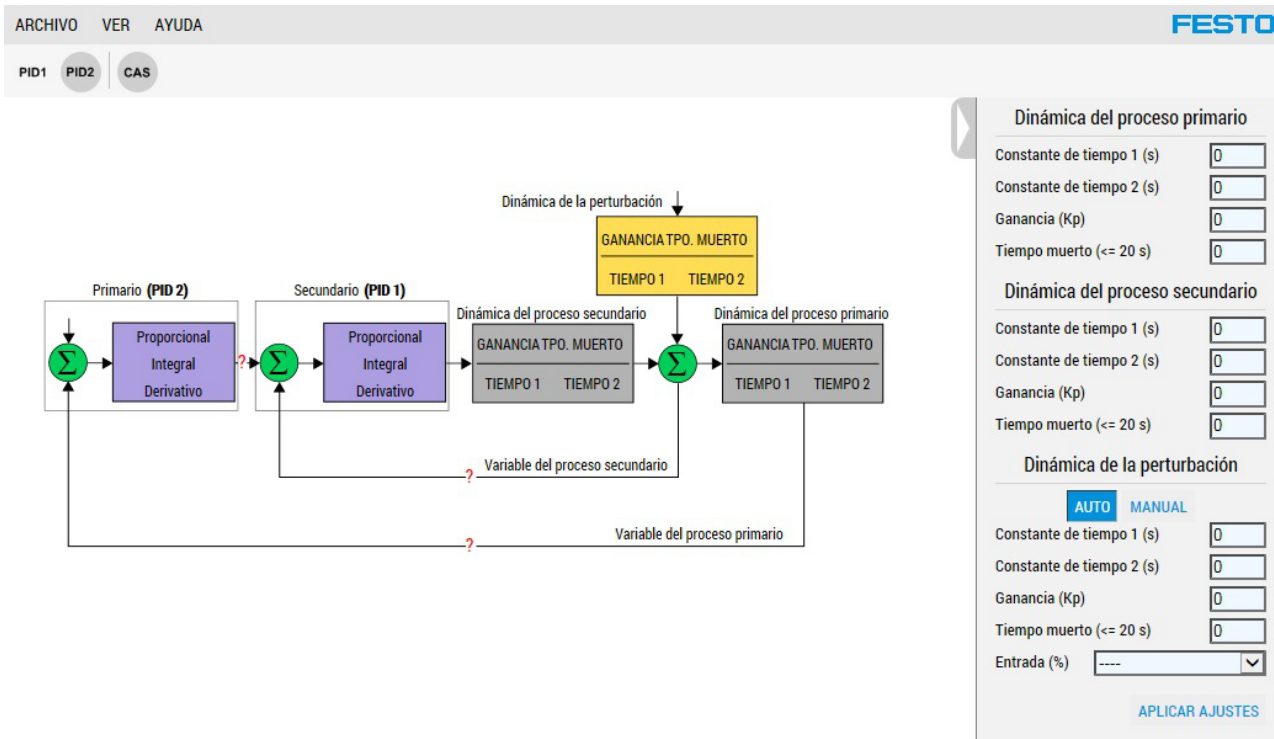 ARCHIVO VER AYUDA
FESTO
PID1 PID2 CAS
Dinámica de la perturbación
GANANCIA TPO. MUERTO
TIEMPO 1 TIEMPO 2
Primario (PID 2)
Secundario (PID 1)
Dinámica del proceso secundario
Dinámica del proceso primario
Σ
Proporcional
Integral
Derivativo
?
Σ
Proporcional
Integral
Derivativo
GANANCIA TPO. MUERTO
TIEMPO 1 TIEMPO 2
Σ
GANANCIA TPO. MUERTO
TIEMPO 1 TIEMPO 2
Variable del proceso secundario
?
Variable del proceso primario
?
Dinámica del proceso primario
Constante de tiempo 1 (s) 0
Constante de tiempo 2 (s) 0
Ganancia (Kp) 0
Tiempo muerto (<= 20 s) 0
Dinámica del proceso secundario
Constante de tiempo 1 (s) 0
Constante de tiempo 2 (s) 0
Ganancia (Kp) 0
Tiempo muerto (<= 20 s) 0
Dinámica de la perturbación
AUTO MANUAL
Constante de tiempo 1 (s) 0
Constante de tiempo 2 (s) 0
Ganancia (Kp) 0
Tiempo muerto (<= 20 s) 0
Entrada (%) ----
APLICAR AJUSTES